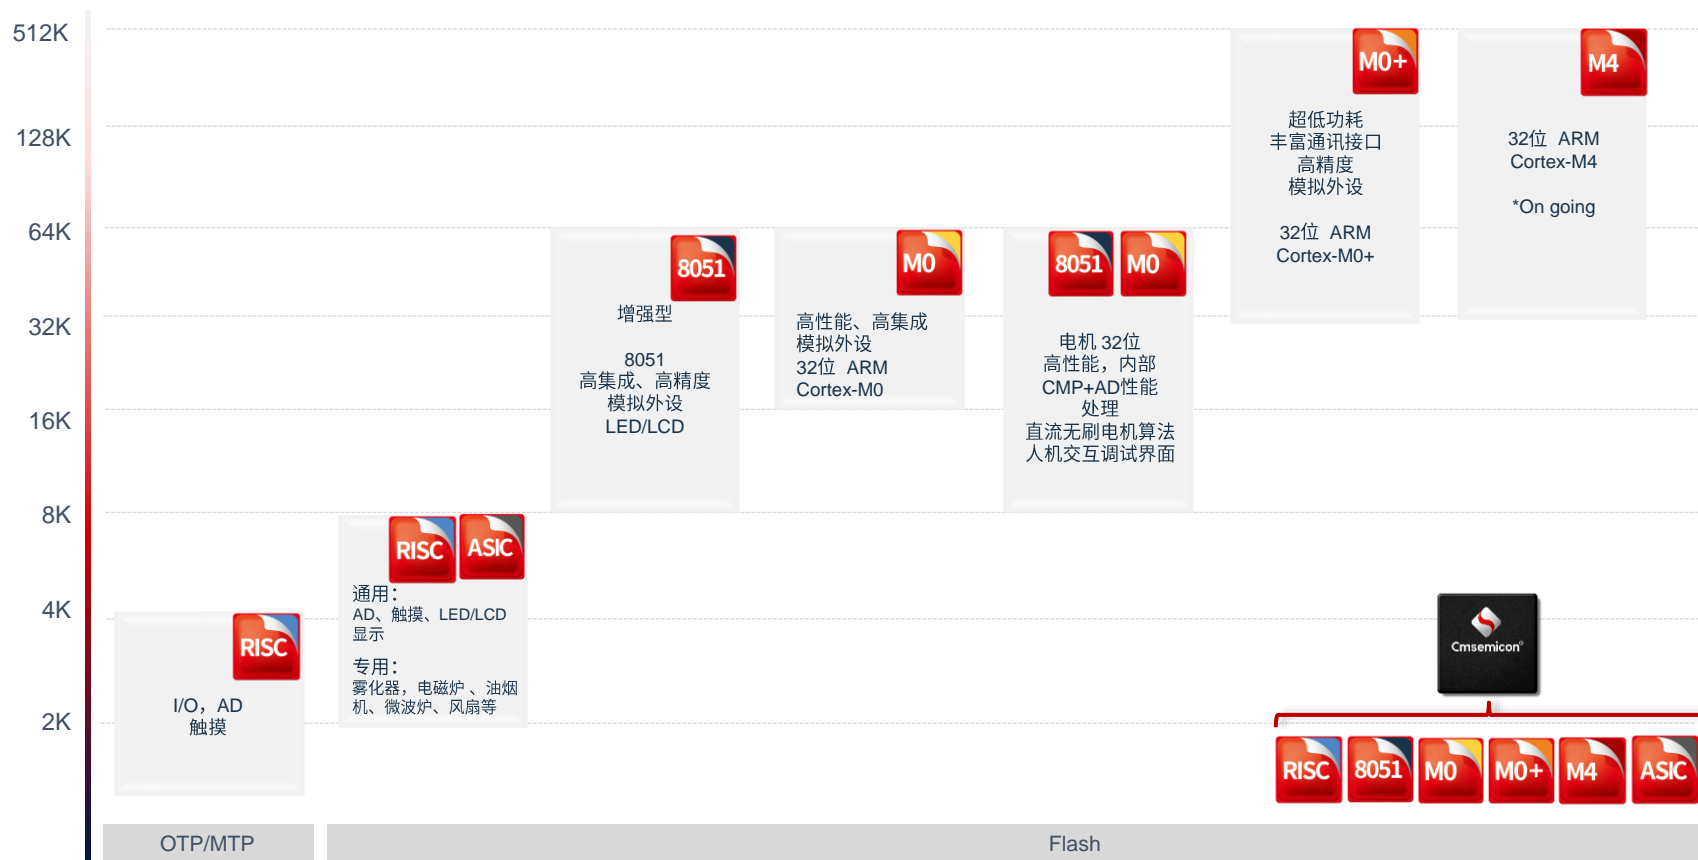 512K
128K
64K
32K
16K
8K
4K
2K
RISC
I/O，AD
触摸
RISC
ASIC
通用：
AD、触摸、LED/LCD
显示
专用：
雾化器，电磁炉 、油烟
机、微波炉、风扇等
8051
增强型
8051
高集成、高精度
模拟外设
LED/LCD
M0
高性能、高集成
模拟外设
32位 ARM
Cortex-M0
8051
M0
电机 32位
高性能，内部
CMP+AD性能
处理
直流无刷电机算法
人机交互调试界面
M0+
超低功耗
丰富通讯接口
高精度
模拟外设
32位 ARM
Cortex-M0+
M4
32位 ARM
Cortex-M4
*On going
Cmsemicon®
RISC
8051
M0
M0+
M4
ASIC
OTP/MTP
Flash